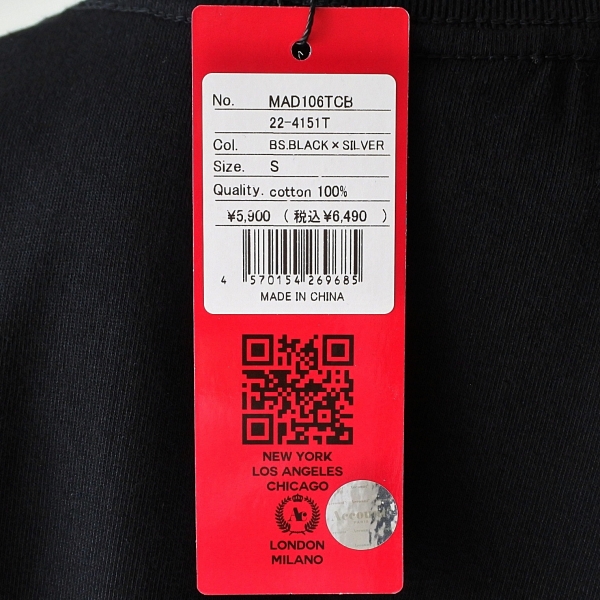 No. MAD106TCB
22-4151T
Col. BS.BLACK × SILVER
Size. S
Quality. cotton 100%
¥5,900 ( 税込¥6,490 )
4 570154 269685
MADE IN CHINA
NEW YORK
LOS ANGELES
CHICAGO
Ar
LONDON
MILANO